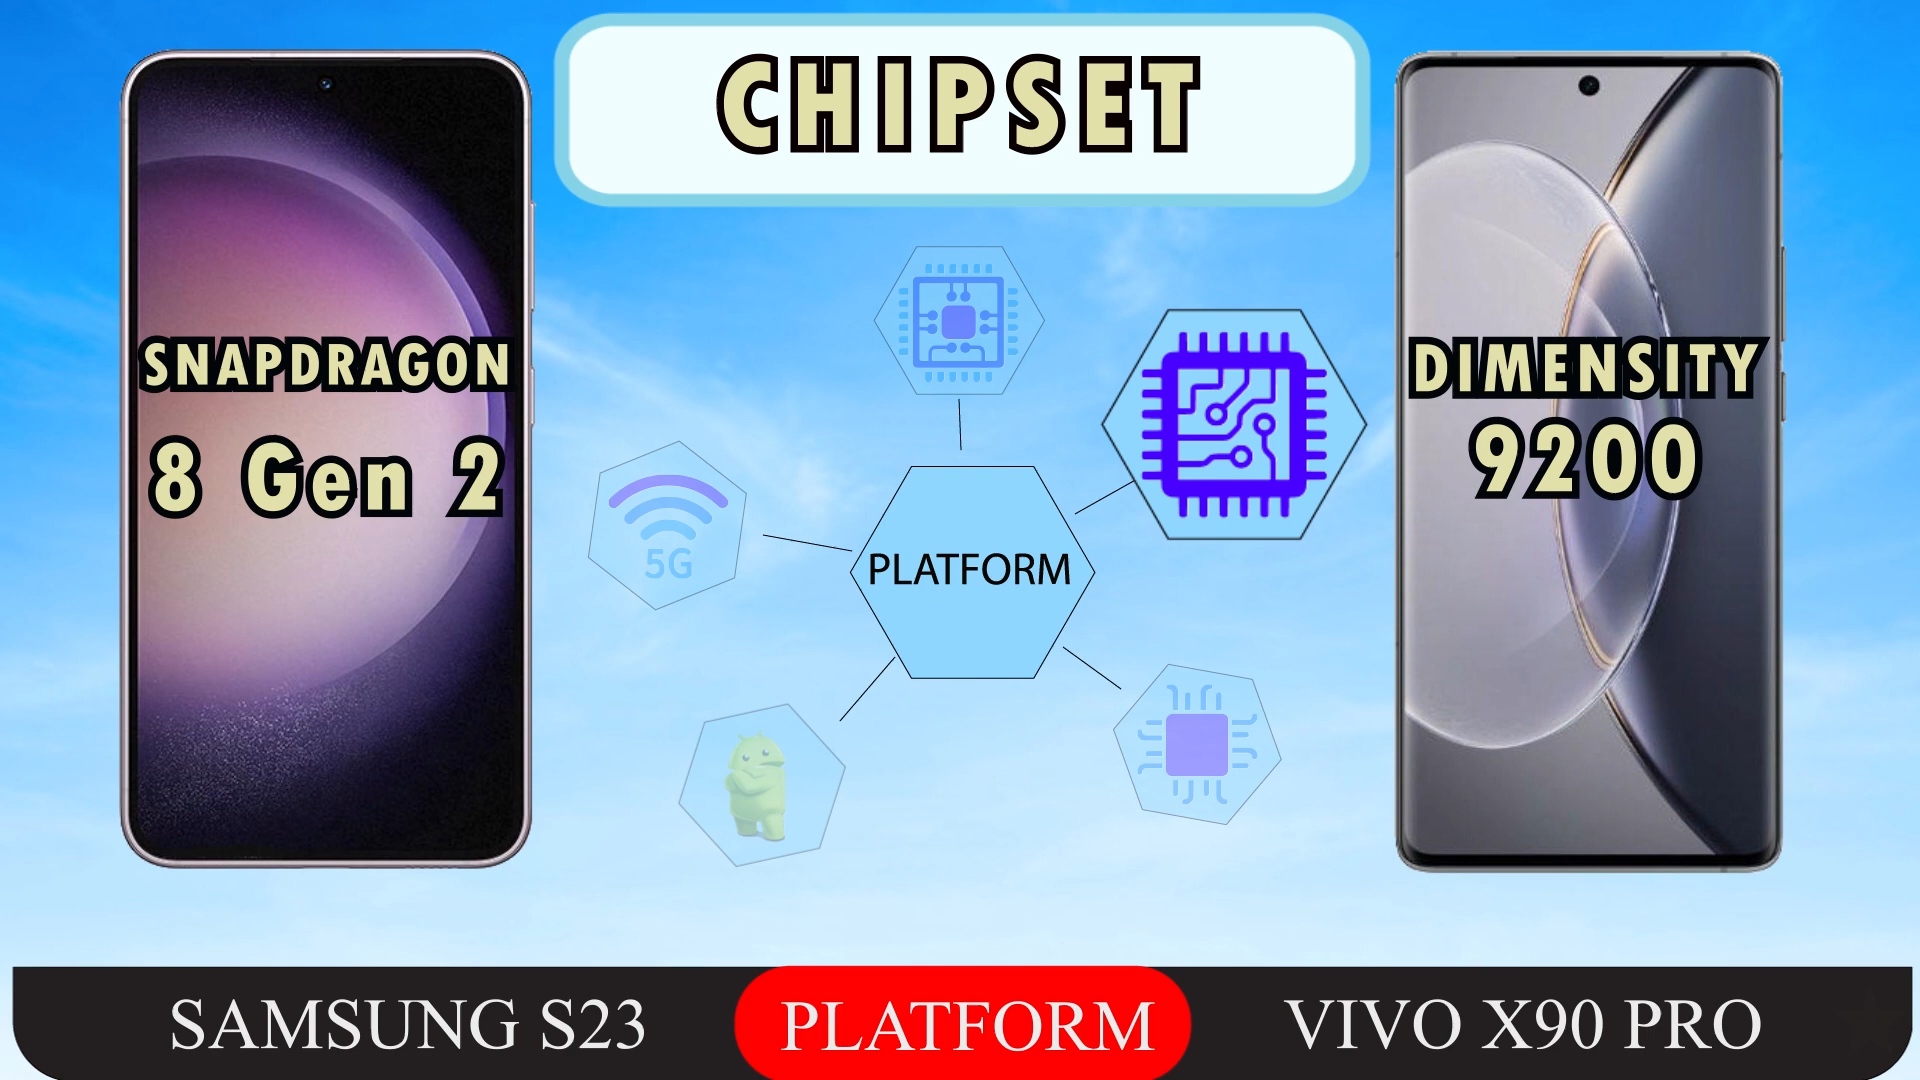 CHIPSET
SNAPDRAGON
8 Gen 2
DIMENSITY
9200
5G
PLATFORM
SAMSUNG S23
PLATFORM
VIVO X90 PRO